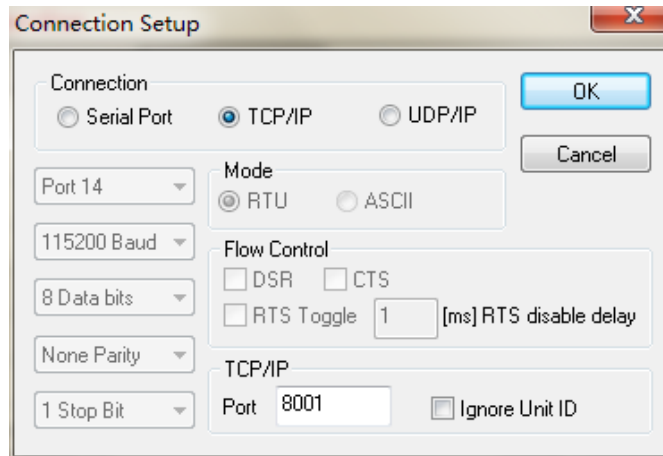 Connection Setup
Connection
Serial Port TCP/IP UDP/IP
OK
Cancel
Port 14
115200 Baud
8 Data bits
None Parity
1 Stop Bit
Mode
RTU ASCII
Flow Control
DSR CTS
RTS Toggle 1 [ms] RTS disable delay
TCP/IP
Port 8001 Ignore Unit ID